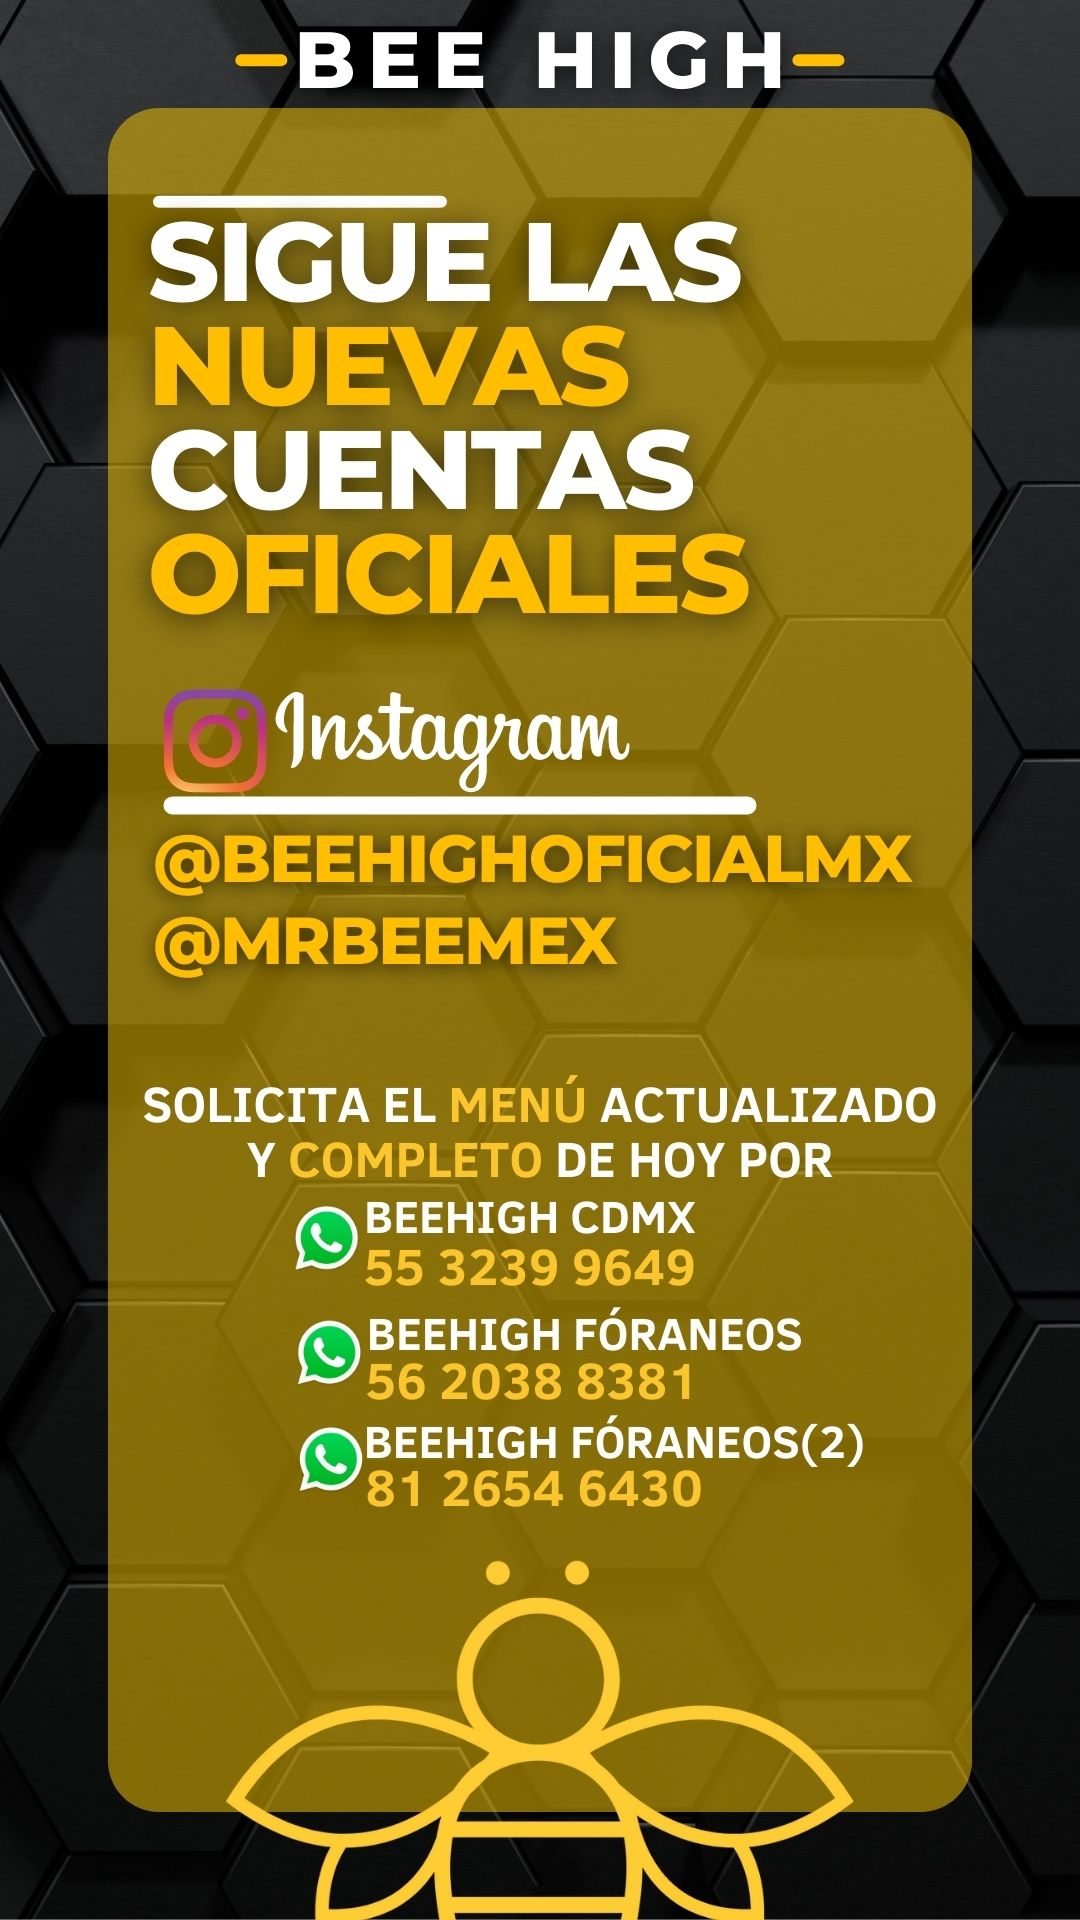 BEE HIGH
SIGUE LAS
NUEVAS
CUENTAS
OFICIALES
Instagram
@BEEHIGHOFICIALMX
@MRBEEMEX
SOLICITA EL MENÚ ACTUALIZADO
Y COMPLETO DE HOY POR
BEEHIGH CDMX
55 3239 9649
BEEHIGH FÓRANEOS
56 2038 8381
BEEHIGH FÓRANEOS(2)
81 2654 6430